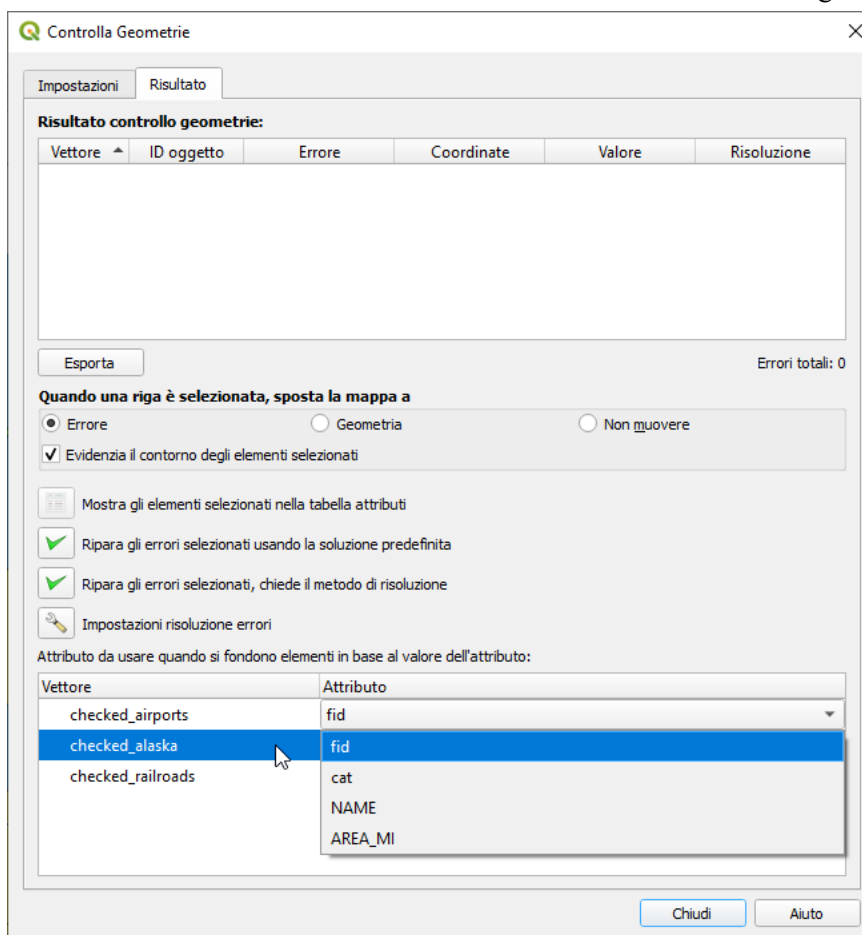 Controlla Geometrie
Impostazioni Risultato
Risultato controllo geometrie:
Vettore ID oggetto Errore Coordinate Valore Risoluzione
Esporta Errori totali: 0
Quando una riga è selezionata, sposta la mappa a
Errore Geometria Non muovere
Evidenzia il contorno degli elementi selezionati
Mostra gli elementi selezionati nella tabella attributi
Ripara gli errori selezionati usando la soluzione predefinita
Ripara gli errori selezionati, chiede il metodo di risoluzione
Impostazioni risoluzione errori
Attributo da usare quando si fondono elementi in base al valore dell'attributo:
Vettore Attributo
checked_airports fid
checked_alaska fid
checked_railroads cat
NAME
AREA_MI
Chiudi Aiuto